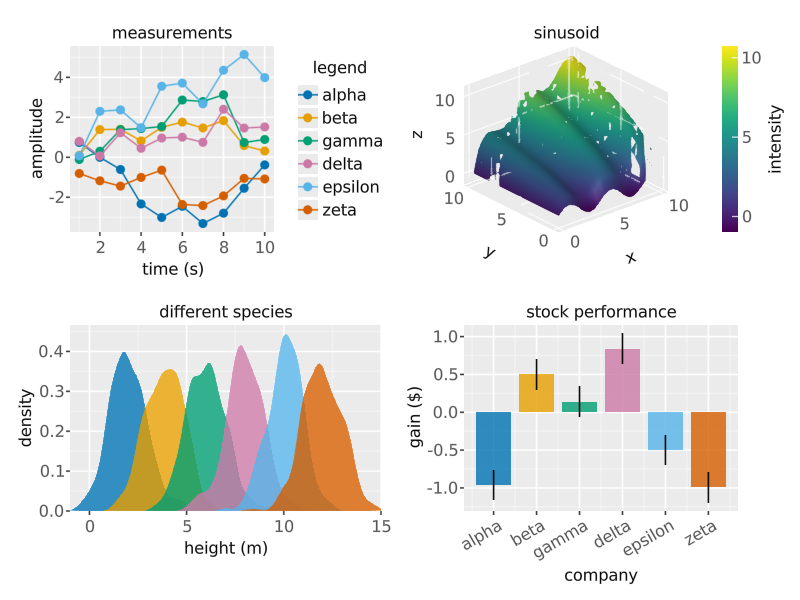 measurements
amplitude
4
2
0
-2
2 4 6 8 10
time (s)
legend
alpha
beta
gamma
delta
epsilon
zeta
sinusoid
z
10
5
0
10
5
0
y
0
5
10
x
10
5
0
intensity
different species
density
0.4
0.3
0.2
0.1
0.0
0 5 10 15
height (m)
stock performance
gain ($)
1.0
0.5
0.0
-0.5
-1.0
alpha beta gamma delta epsilon zeta
company